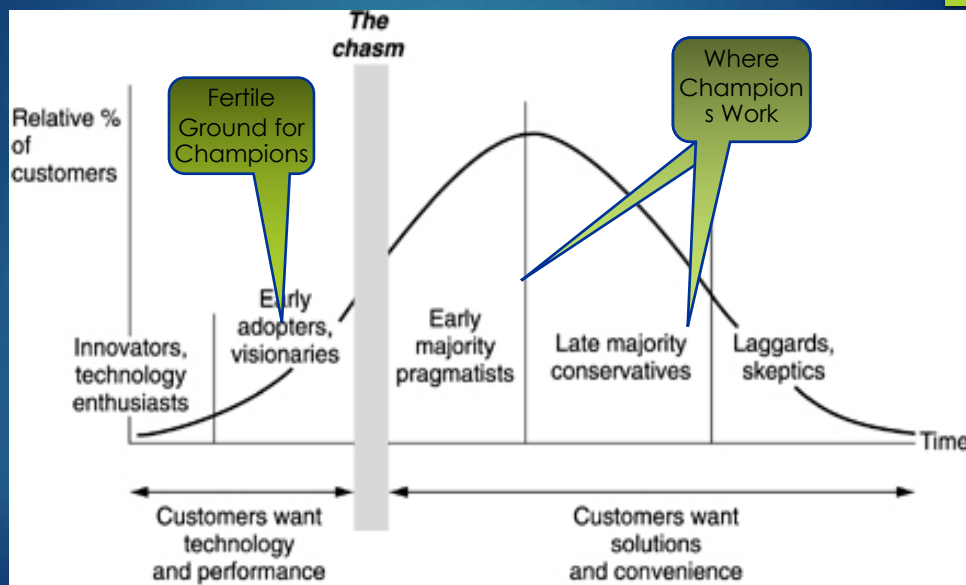 The
chasm
Relative %
of
customers
Fertile
Ground for
Champions
Where
Champion
s Work
Innovators,
technology
enthusiasts
Early
adopters,
visionaries
Early
majority
pragmatists
Late majority
conservatives
Laggards,
skeptics
Time
Customers want
technology
and performance
Customers want
solutions
and convenience